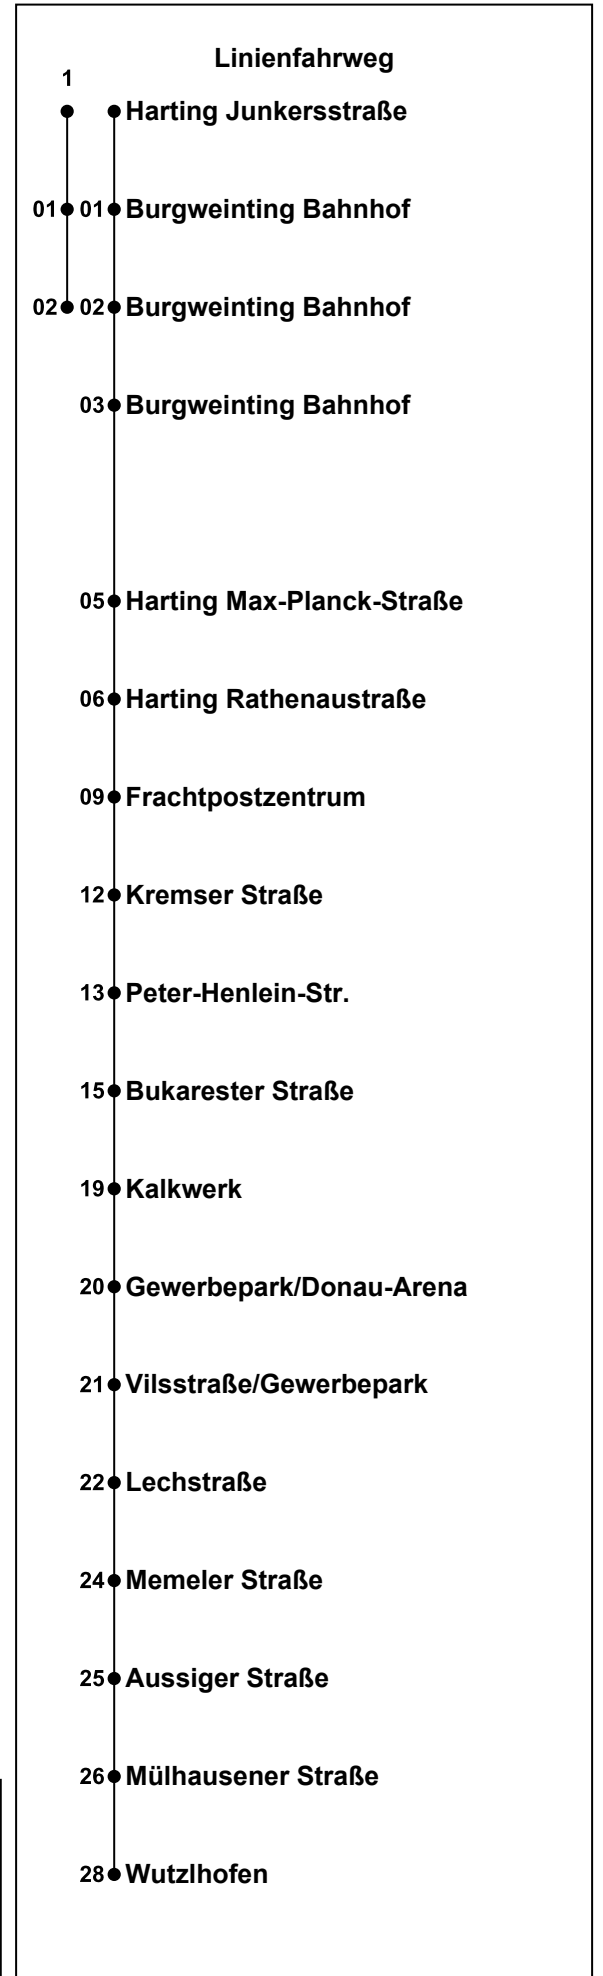 Linienfahrweg
1
Harting Junkersstraße
01 01 Burgweinting Bahnhof
02 02 Burgweinting Bahnhof
03 Burgweinting Bahnhof
05 Harting Max-Planck-Straße
06 Harting Rathenaustraße
09 Frachtpostzentrum
12 Kremser Straße
13 Peter-Henlein-Str.
15 Bukarester Straße
19 Kalkwerk
20 Gewerbepark/Donau-Arena
21 Vilsstraße/Gewerbepark
22 Lechstraße
24 Memeler Straße
25 Aussiger Straße
26 Mülhausener Straße
28 Wutzlhofen